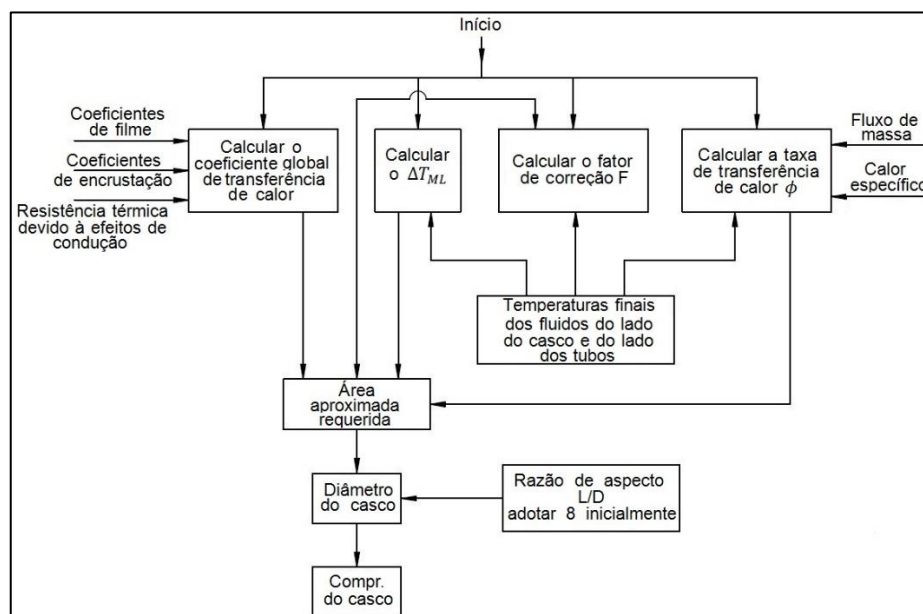 Início
Coeficientes
de filme
Coeficientes
de encrustação
Resistência térmica
devido à efeitos de
condução
Calcular o
coeficiente global
de transferência
de calor
Calcular
o ΔT_{ML}
Calcular o fator
de correção F
Calcular a taxa
de transferência
de calor ϕ
Fluxo de
massa
Calor
específico
Temperaturas finais
dos fluidos do lado
do casco e do lado
dos tubos
Área
aproximada
requerida
Diâmetro
do casco
Razão de aspecto
L/D
adotar 8 inicialmente
Compr.
do casco